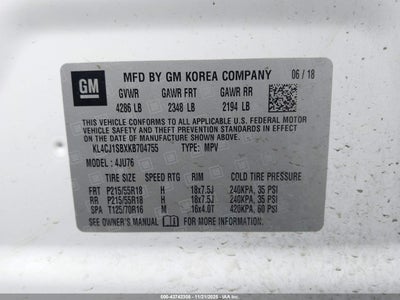 GM
MFD BY GM KOREA COMPANY 06 / 18
GVWR GAWR FRT GAWR RR
4286 LB 2348 LB 2194 LB
THIS VEHICLE CONFORMS TO ALL APPLICABLE U.S. FEDERAL MOTOR
VEHICLE SAFETY, BUMPER, AND THEFT PREVENTION STANDARDS IN
EFFECT ON THE DATE OF MANUFACTURE SHOWN ABOVE.
KL4CJ1SBXKB704755 TYPE: MPV
MODEL: 4JU76
TIRE SIZE SPEED RTG RIM COLD TIRE PRESSURE
FRT P215/55R18 H 18x7.5J 240KPA, 35 PSI
RR P215/55R18 H 18x7.5J 240KPA, 35 PSI
SPA T125/70R16 M 16x4.0T 420KPA, 60 PSI
SEE OWNER'S MANUAL FOR ADDITIONAL INFORMATION.